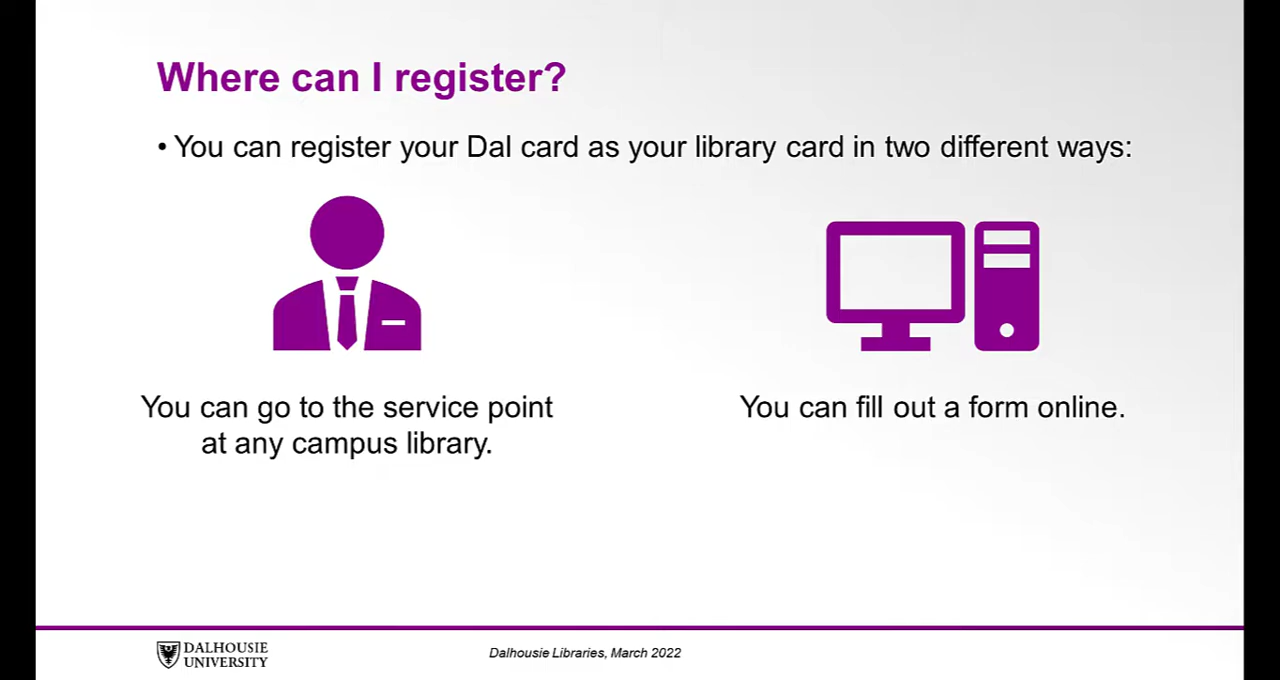 Where can I register?
• You can register your Dal card as your library card in two different ways:
You can go to the service point
at any campus library.
You can fill out a form online.
DALHOUSIE
UNIVERSITY
Dalhousie Libraries, March 2022